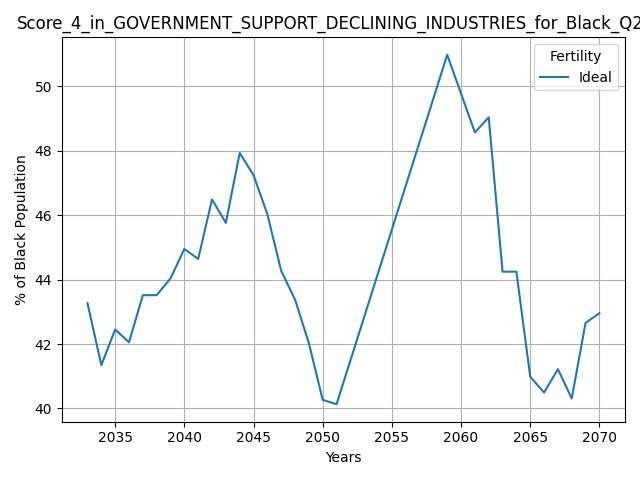 Score_4_in_GOVERNMENT_SUPPORT_DECLINING_INDUSTRIES_for_Black_Q2
Fertility
Ideal
% of Black Population
50
48
46
44
42
40
2035 2040 2045 2050 2055 2060 2065 2070
Years